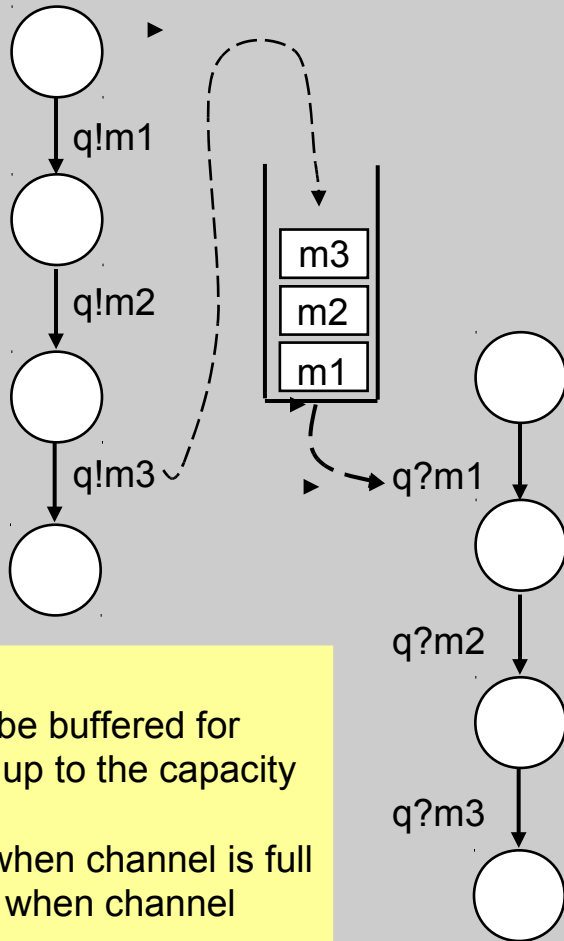 q!m1
q!m2
q!m3
m3
m2
m1
q?m1
q?m2
q?m3
be buffered for
up to the capacity
when channel is full
when channel